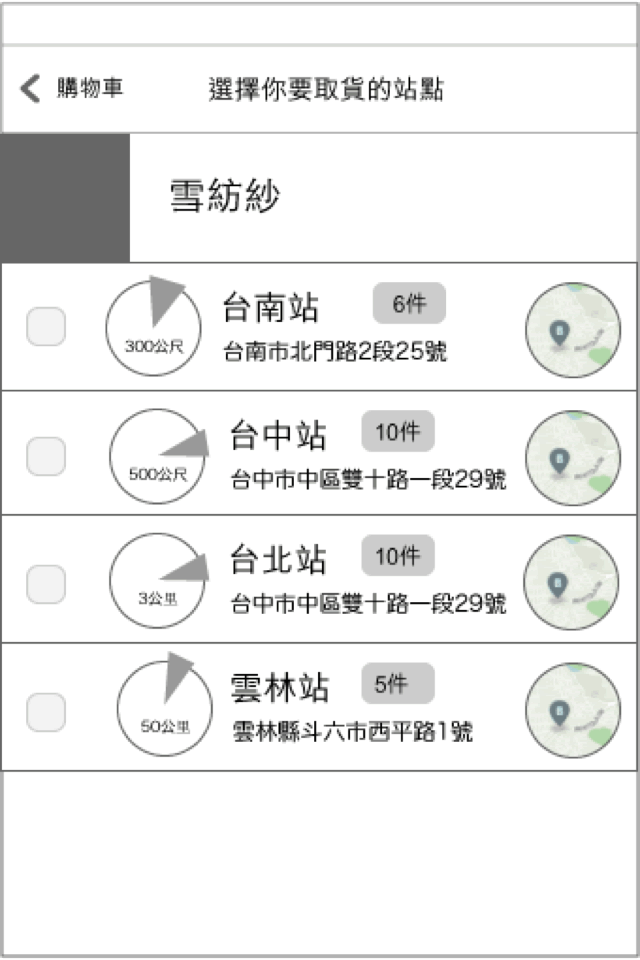 購物車 選擇你要取貨的站點
雪紡紗
台南站 6件
300公尺
台南市北門路2段25號
台中站 10件
500公尺
台中市中區雙十路一段29號
台北站 10件
3公里
台中市中區雙十路一段29號
雲林站 5件
50公里
雲林縣斗六市西平路1號